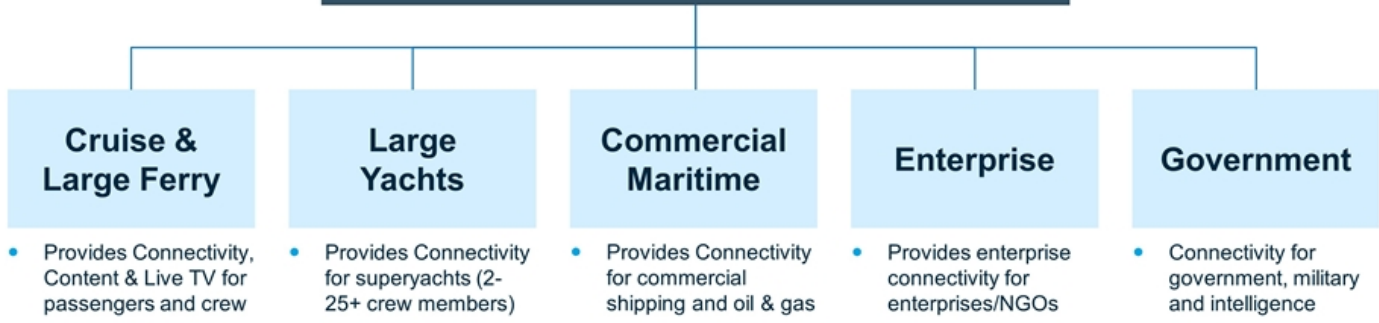 Cruise &
Large Ferry
Large
Yachts
Commercial
Maritime
Enterprise
Government
• Provides Connectivity,
Content & Live TV for
passengers and crew
• Provides Connectivity
for superyachts (2-
25+ crew members)
• Provides Connectivity
for commercial
shipping and oil & gas
• Provides enterprise
connectivity for
enterprises/NGOs
• Connectivity for
government, military
and intelligence